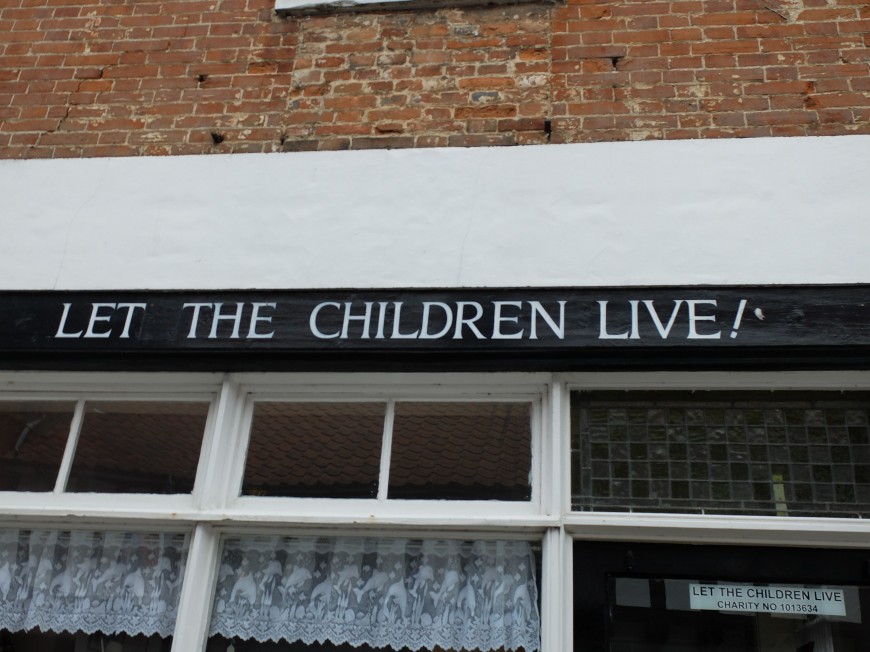 LET THE CHILDREN LIVE!
LET THE CHILDREN LIVE
CHARITY NO 1013634